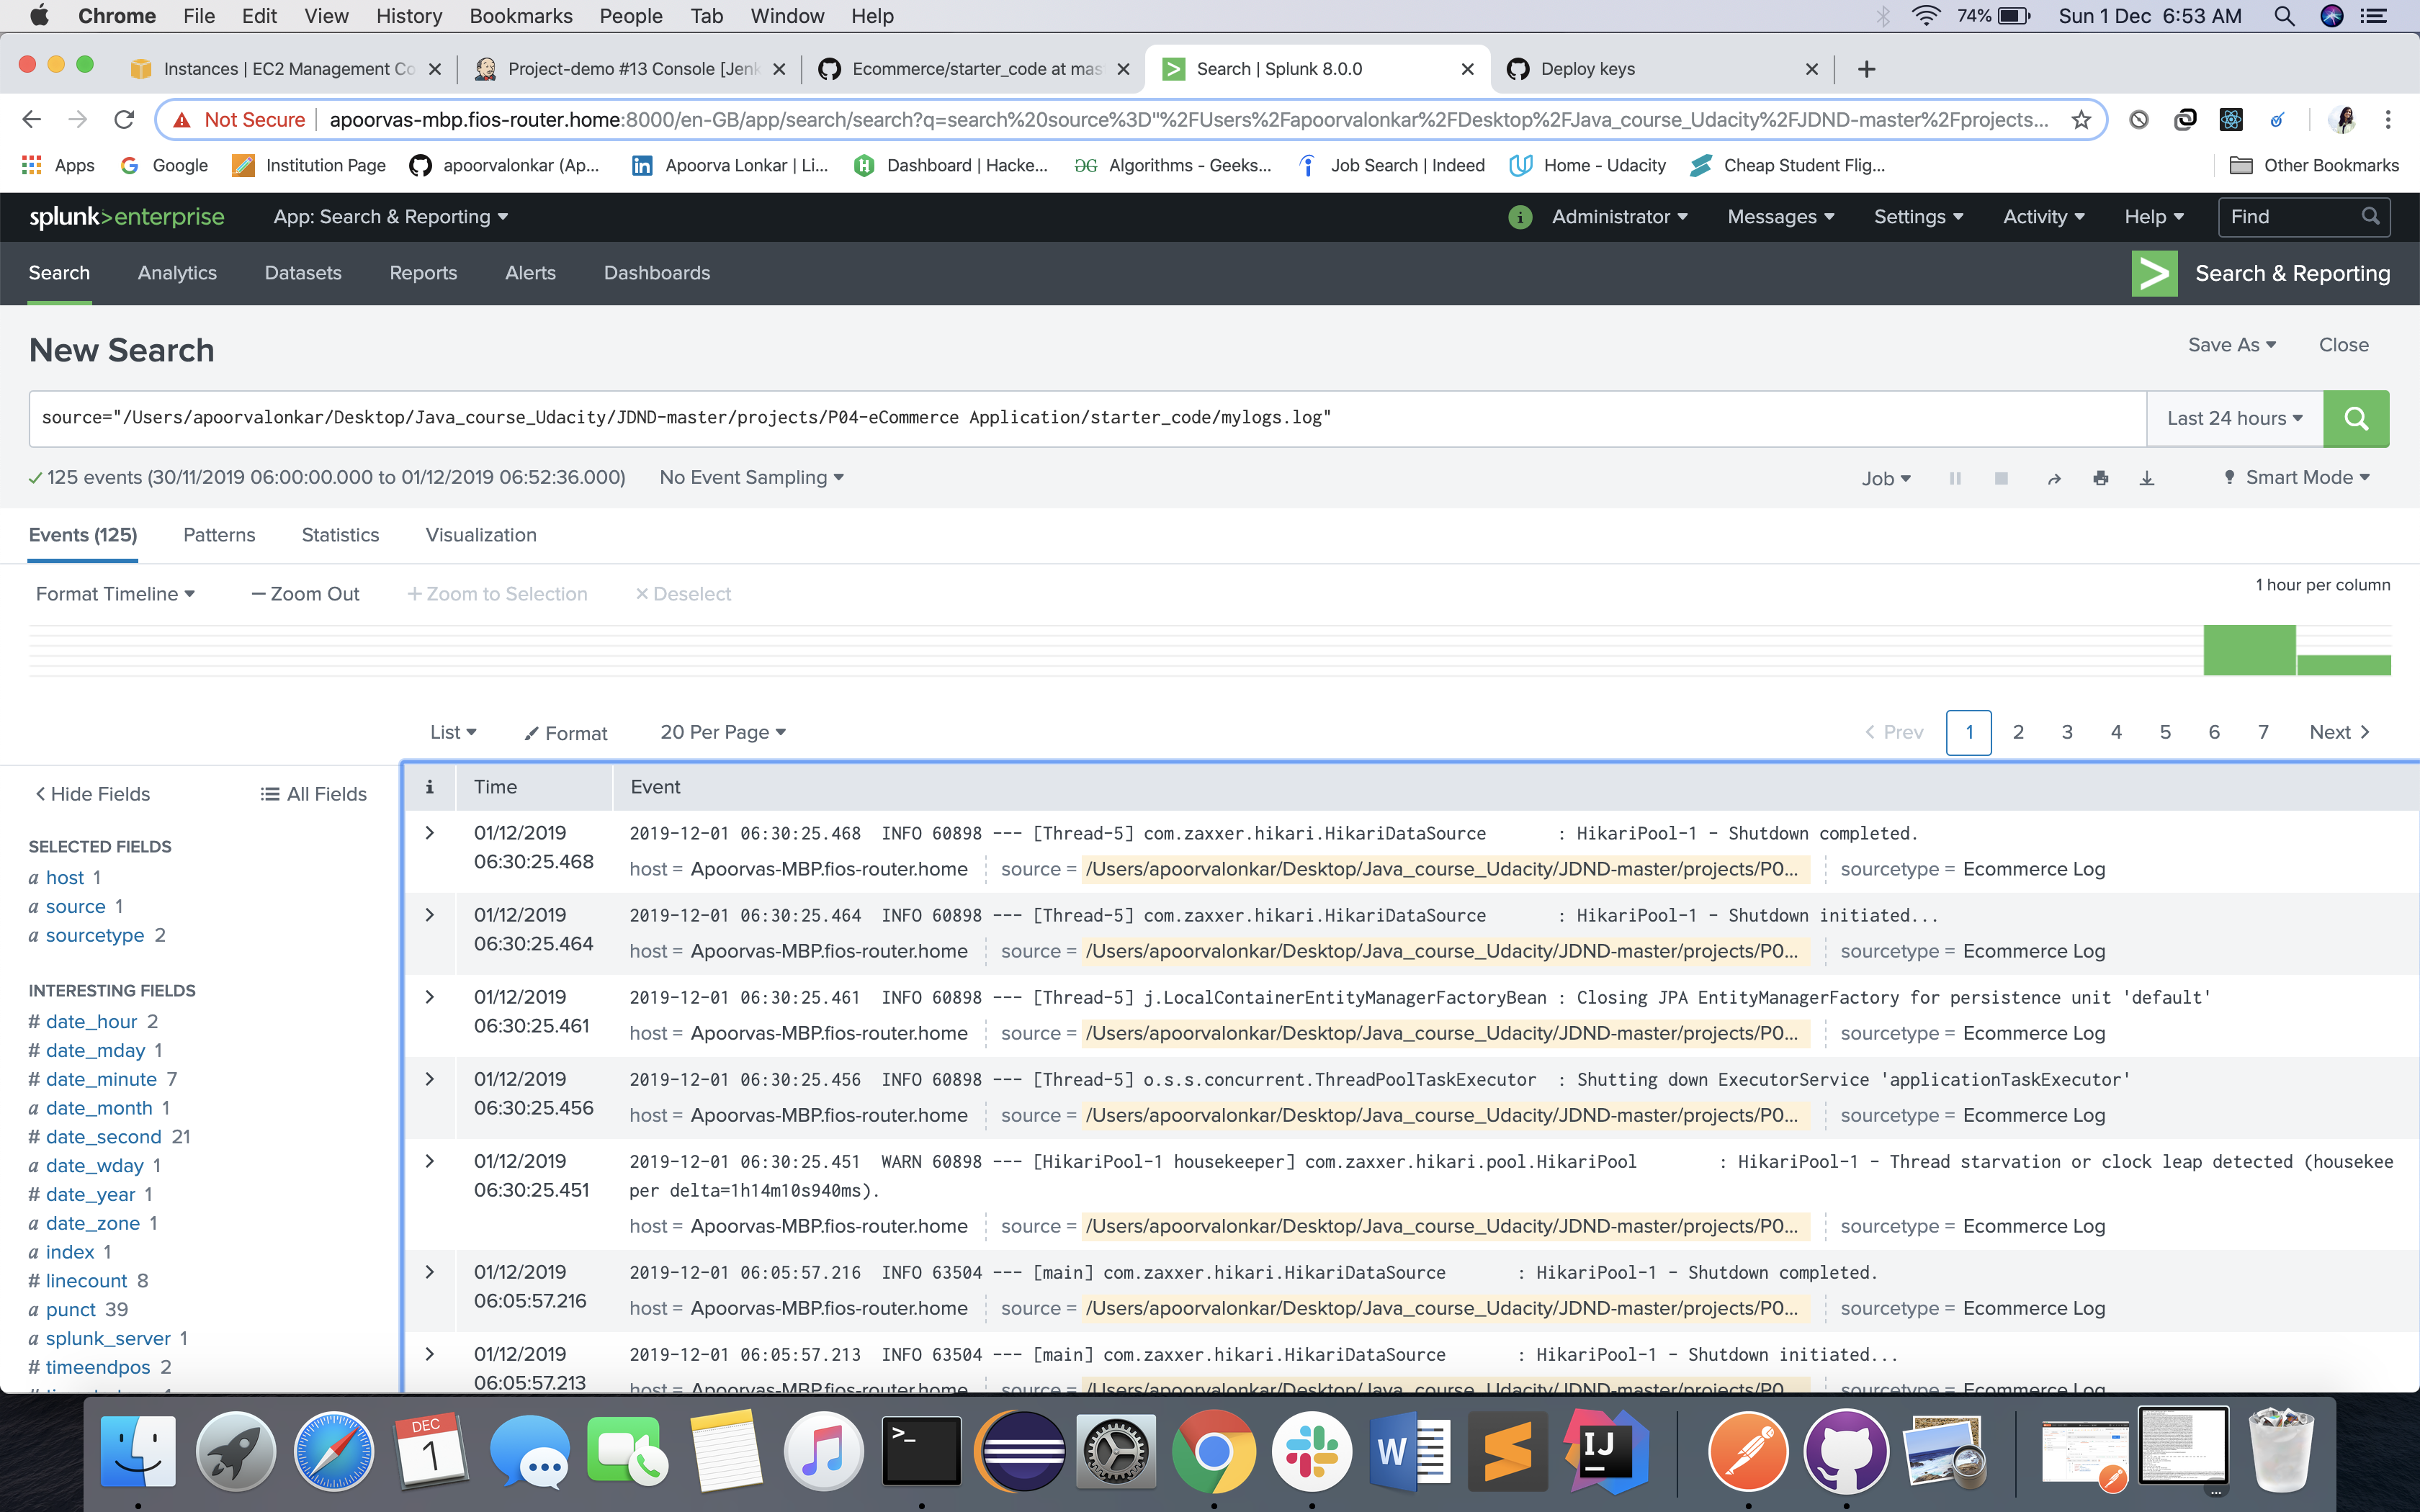 Chrome File Edit View History Bookmarks People Tab Window Help 74% Sun 1 Dec 6:53 AM
Instances | EC2 Management Co Project-demo #13 Console [Jenk Ecommerce/starter_code at mas Search | Splunk 8.0.0 Deploy keys
Not Secure apoorvas-mbp.fios-router.home:8000/en-GB/app/search/search?q=search%20source%3D"%2FUsers%2Fapoorvalonkar%2FDesktop%2FJava_course_Udacity%2FJDND-master%2Fprojects...
Apps Google Institution Page apoorvalonkar (Ap... Apoorva Lonkar | Li... Dashboard | Hacke... Algorithms - Geeks... Job Search | Indeed Home - Udacity Cheap Student Flig... Other Bookmarks
splunk>enterprise App: Search & Reporting i Administrator Messages Settings Activity Help Find
Search Analytics Datasets Reports Alerts Dashboards > Search & Reporting
New Search Save As Close
source="/Users/apoorvalonkar/Desktop/Java_course_Udacity/JDND-master/projects/P04-eCommerce Application/starter_code/mylogs.log" Last 24 hours
125 events (30/11/2019 06:00:00.000 to 01/12/2019 06:52:36.000) No Event Sampling Job Smart Mode
Events (125) Patterns Statistics Visualization
Format Timeline — Zoom Out + Zoom to Selection × Deselect 1 hour per column
List Format 20 Per Page < Prev 1 2 3 4 5 6 7 Next >
< Hide Fields All Fields
SELECTED FIELDS
a host 1
a source 1
a sourcetype 2
INTERESTING FIELDS
# date_hour 2
# date_mday 1
# date_minute 7
a date_month 1
# date_second 21
a date_wday 1
# date_year 1
a date_zone 1
a index 1
# linecount 8
a punct 39
a splunk_server 1
# timeendpos 2
i Time Event
01/12/2019 2019-12-01 06:30:25.468 INFO 60898 --- [Thread-5] com.zaxxer.hikari.HikariDataSource : HikariPool-1 - Shutdown completed.
06:30:25.468 host = Apoorvas-MBP.fios-router.home source = /Users/apoorvalonkar/Desktop/Java_course_Udacity/JDND-master/projects/P0... sourcetype = Ecommerce Log
01/12/2019 2019-12-01 06:30:25.464 INFO 60898 --- [Thread-5] com.zaxxer.hikari.HikariDataSource : HikariPool-1 - Shutdown initiated...
06:30:25.464 host = Apoorvas-MBP.fios-router.home source = /Users/apoorvalonkar/Desktop/Java_course_Udacity/JDND-master/projects/P0... sourcetype = Ecommerce Log
01/12/2019 2019-12-01 06:30:25.461 INFO 60898 --- [Thread-5] j.LocalContainerEntityManagerFactoryBean : Closing JPA EntityManagerFactory for persistence unit 'default'
06:30:25.461 host = Apoorvas-MBP.fios-router.home source = /Users/apoorvalonkar/Desktop/Java_course_Udacity/JDND-master/projects/P0... sourcetype = Ecommerce Log
01/12/2019 2019-12-01 06:30:25.456 INFO 60898 --- [Thread-5] o.s.s.concurrent.ThreadPoolTaskExecutor : Shutting down ExecutorService 'applicationTaskExecutor'
06:30:25.456 host = Apoorvas-MBP.fios-router.home source = /Users/apoorvalonkar/Desktop/Java_course_Udacity/JDND-master/projects/P0... sourcetype = Ecommerce Log
01/12/2019 2019-12-01 06:30:25.451 WARN 60898 --- [HikariPool-1 housekeeper] com.zaxxer.hikari.pool.HikariPool : HikariPool-1 - Thread starvation or clock leap detected (housekee
06:30:25.451 per delta=1h14m10s940ms).
host = Apoorvas-MBP.fios-router.home source = /Users/apoorvalonkar/Desktop/Java_course_Udacity/JDND-master/projects/P0... sourcetype = Ecommerce Log
01/12/2019 2019-12-01 06:05:57.216 INFO 63504 --- [main] com.zaxxer.hikari.HikariDataSource : HikariPool-1 - Shutdown completed.
06:05:57.216 host = Apoorvas-MBP.fios-router.home source = /Users/apoorvalonkar/Desktop/Java_course_Udacity/JDND-master/projects/P0... sourcetype = Ecommerce Log
01/12/2019 2019-12-01 06:05:57.213 INFO 63504 --- [main] com.zaxxer.hikari.HikariDataSource : HikariPool-1 - Shutdown initiated...
06:05:57.213 host = Apoorvas-MBP.fios-router.home source = /Users/apoorvalonkar/Desktop/Java_course_Udacity/JDND-master/projects/P0... sourcetype = Ecommerce Log
DEC
1
>_
W
IJ